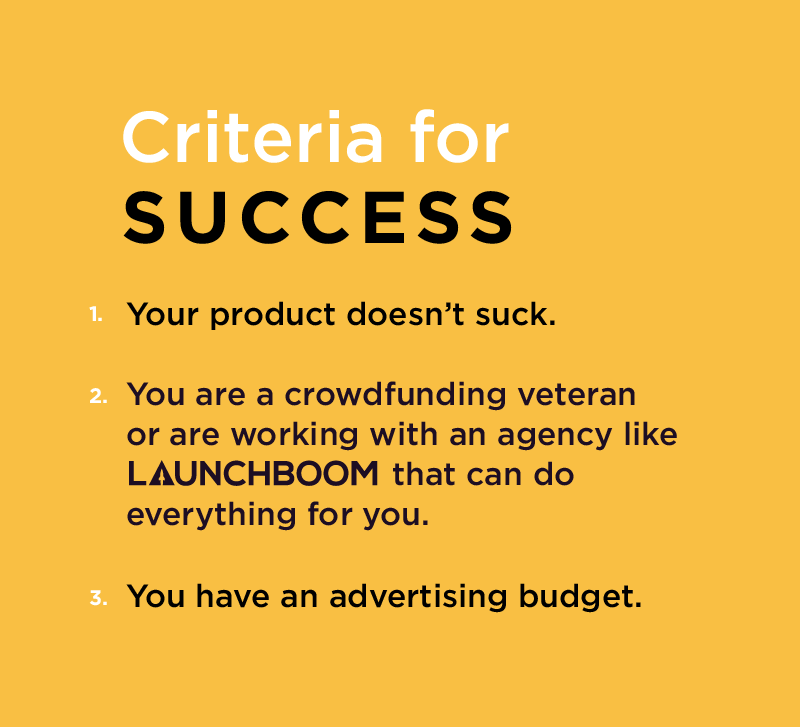 Criteria for
SUCCESS
1. Your product doesn’t suck.
2. You are a crowdfunding veteran
or are working with an agency like
LAUNCHBOOM that can do
everything for you.
3. You have an advertising budget.